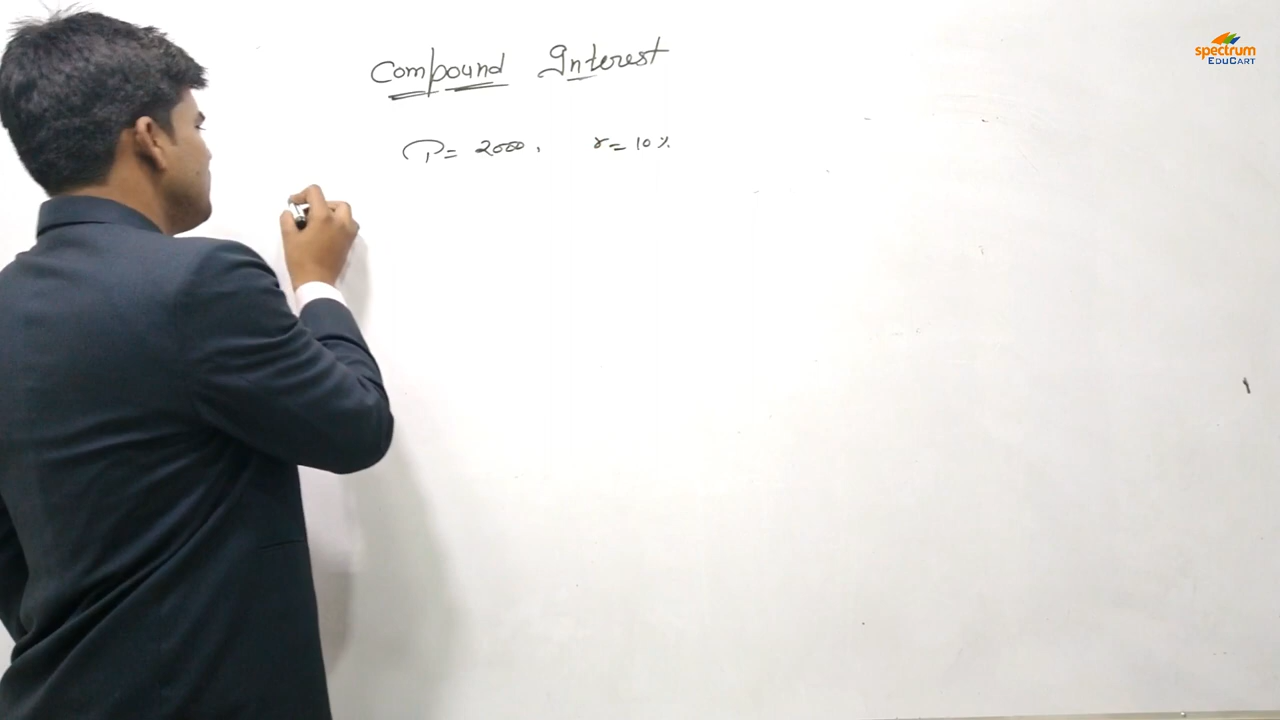 Compound Interest
P = 2000, r = 10%
spectrum
EDUCART